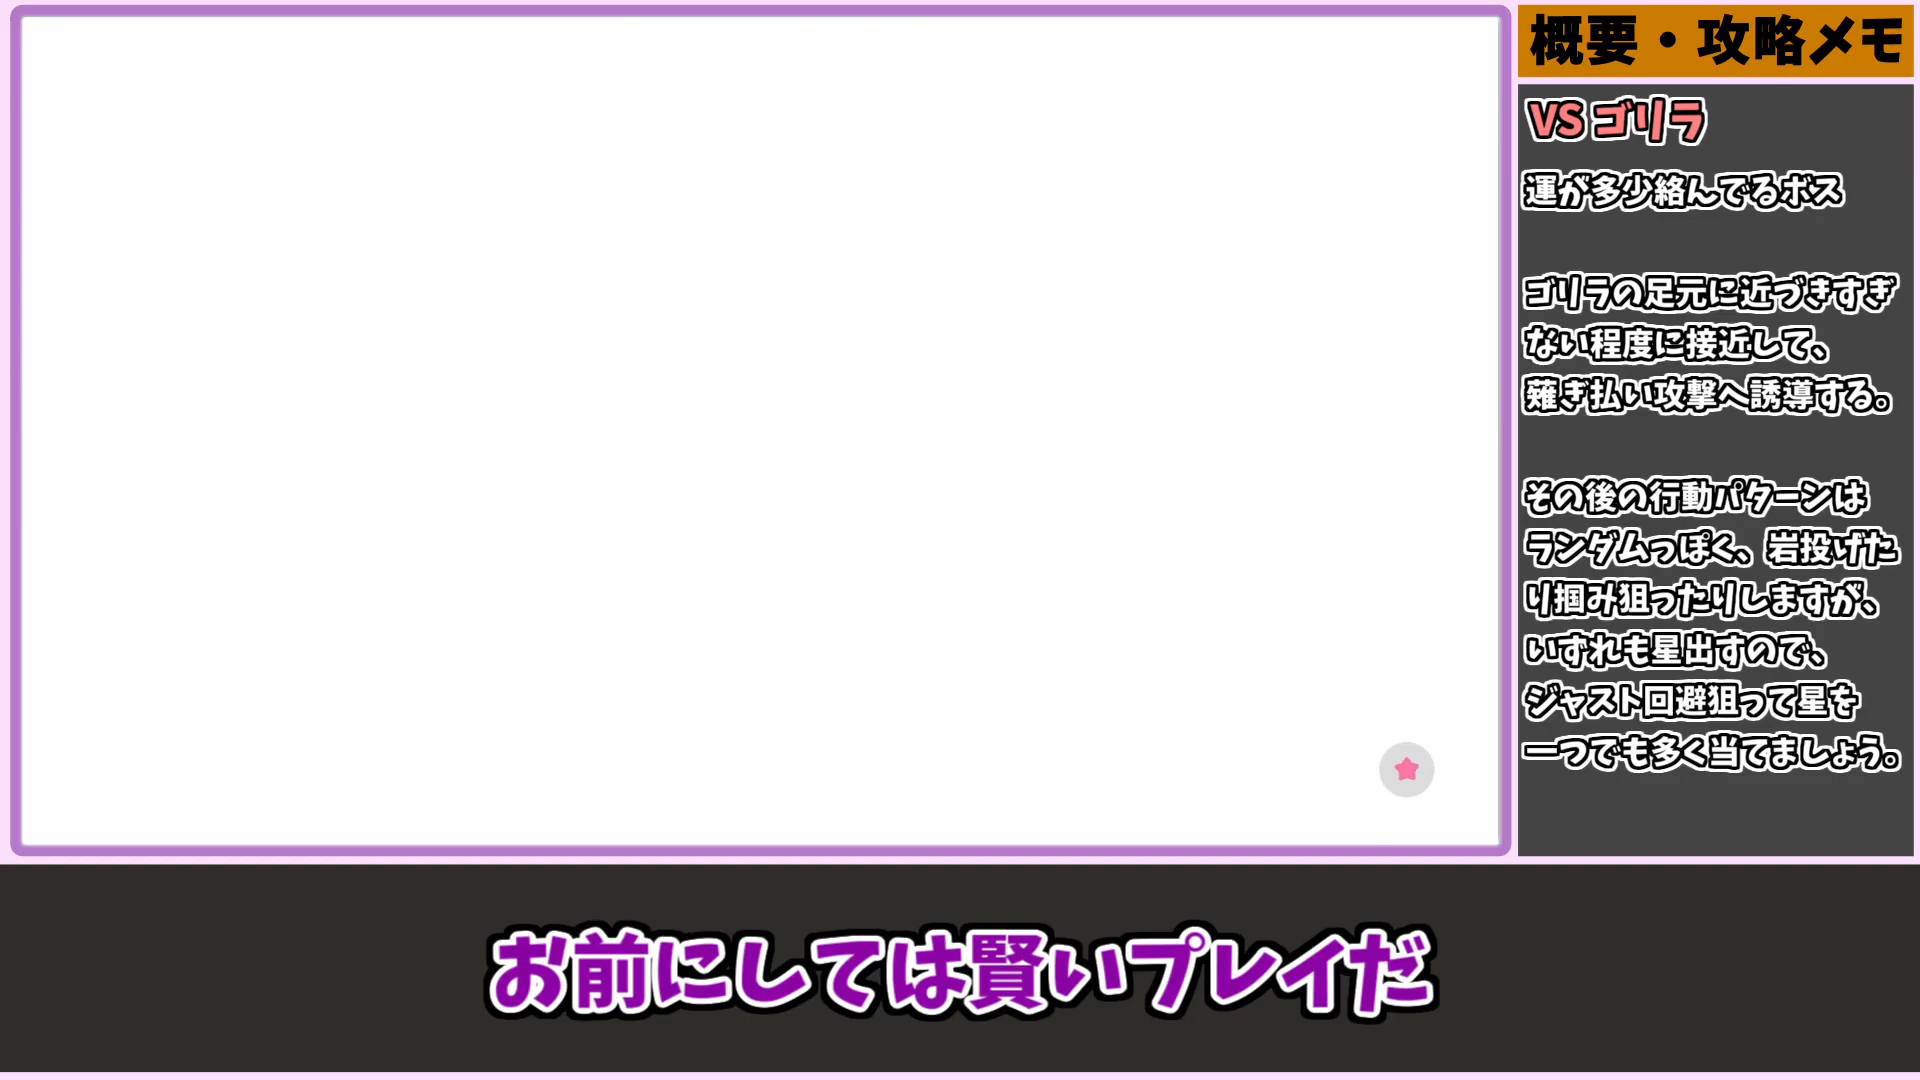 概要・攻略メモ
VS ゴリラ
運が多少絡んでるボス
ゴリラの足元に近づきすぎ
ない程度に接近して、
薙ぎ払い攻撃へ誘導する。
その後の行動パターンは
ランダムっぽく、岩投げた
り掴み狙ったりしますが、
いずれも星出すので、
ジャスト回避狙って星を
一つでも多く当てましょう。
お前にしては賢いプレイだ